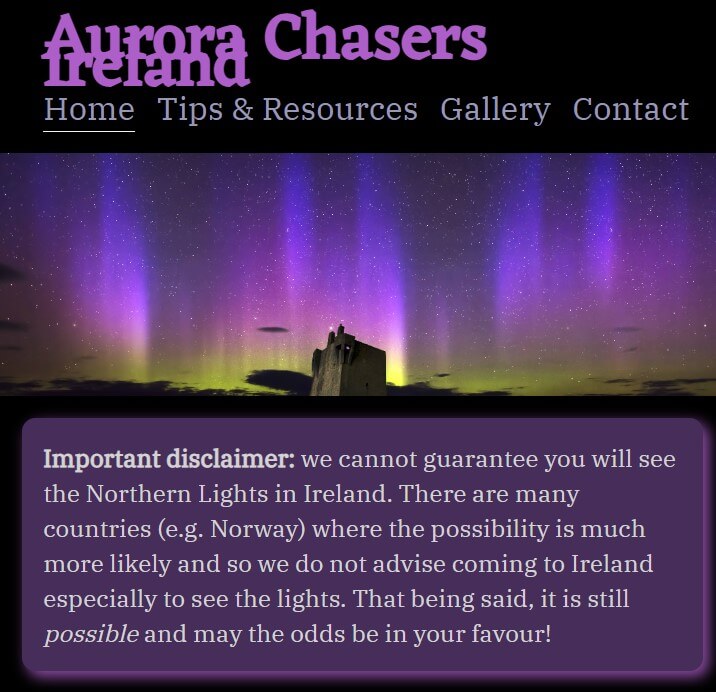 Aurora Chasers
Ireland
Home Tips & Resources Gallery Contact
Important disclaimer: we cannot guarantee you will see
the Northern Lights in Ireland. There are many
countries (e.g. Norway) where the possibility is much
more likely and so we do not advise coming to Ireland
especially to see the lights. That being said, it is still
possible and may the odds be in your favour!